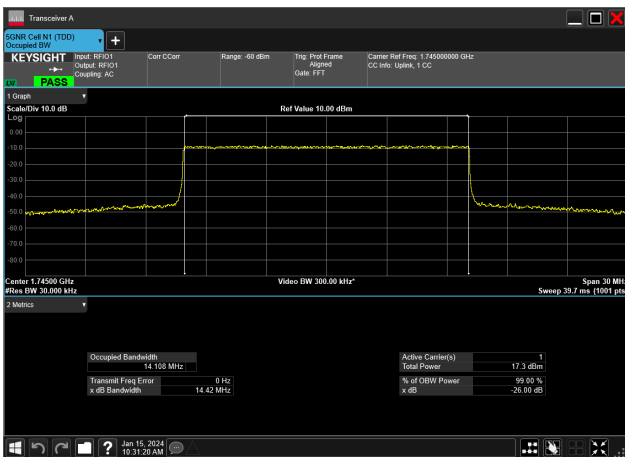 Transceiver A
5GNR Cell N1 (TDD)
Occupied BW
KEYSIGHT
LV
PASS
Input: RFIO1
Output: RFIO1
Coupling: AC
Corr CCorr
Range: -60 dBm
Trig: Prot Frame
Aligned
Gate: FFT
Carrier Ref Freq: 1.745000000 GHz
CC Info: Uplink, 1 CC
1 Graph
Scale/Div 10.0 dB
Ref Value 10.00 dBm
Log
0.00
-10.0
-20.0
-30.0
-40.0
-50.0
-60.0
-70.0
-80.0
Center 1.74500 GHz
Video BW 300.00 kHz*
Span 30 MHz
#Res BW 30.000 kHz
Sweep 39.7 ms (1001 pts
2 Metrics
Occupied Bandwidth
14.108 MHz
Active Carrier(s) 1
Total Power 17.3 dBm
Transmit Freq Error 0 Hz
x dB Bandwidth 14.42 MHz
% of OBW Power 99.00 %
x dB -26.00 dB
?
Jan 15, 2024
10:31:20 AM